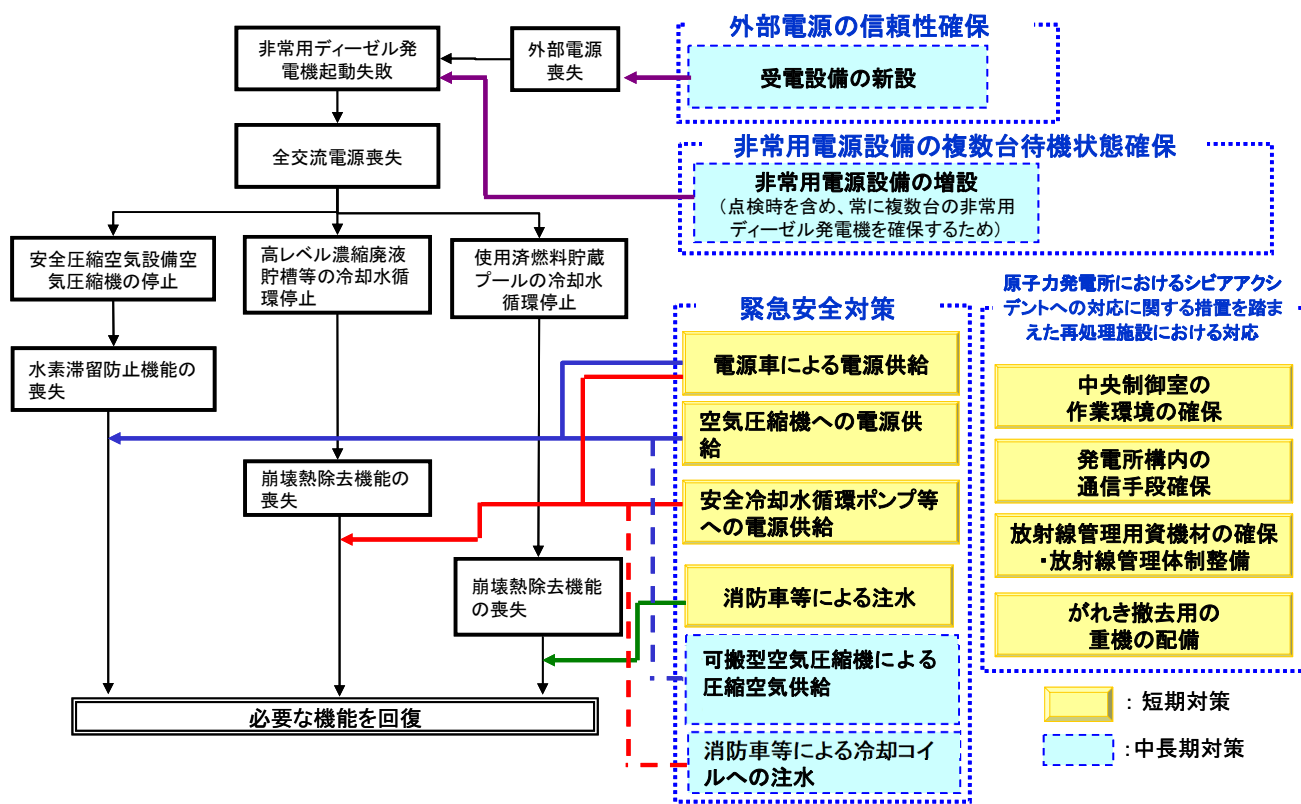 非常用ディーゼル発
電機起動失敗
外部電源
喪失
外部電源の信頼性確保
受電設備の新設
全交流電源喪失
非常用電源設備の複数台待機状態確保
非常用電源設備の増設
(点検時を含め、常に複数台の非常用
ディーゼル発電機を確保するため)
安全圧縮空気設備空
気圧縮機の停止
高レベル濃縮廃液
貯槽等の冷却水循
環停止
使用済燃料貯蔵
プールの冷却水
循環停止
水素滞留防止機能の
喪失
崩壊熱除去機能の
喪失
崩壊熱除去機能
の喪失
必要な機能を回復
緊急安全対策
電源車による電源供給
空気圧縮機への電源供
給
安全冷却水循環ポンプ等
への電源供給
消防車等による注水
可搬型空気圧縮機による
圧縮空気供給
消防車等による冷却コイ
ルへの注水
原子力発電所におけるシビアアクシ
デントへの対応に関する措置を踏ま
えた再処理施設における対応
中央制御室の
作業環境の確保
発電所構内の
通信手段確保
放射線管理用資機材の確保
・放射線管理体制整備
がれき撤去用の
重機の配備
：短期対策
：中長期対策